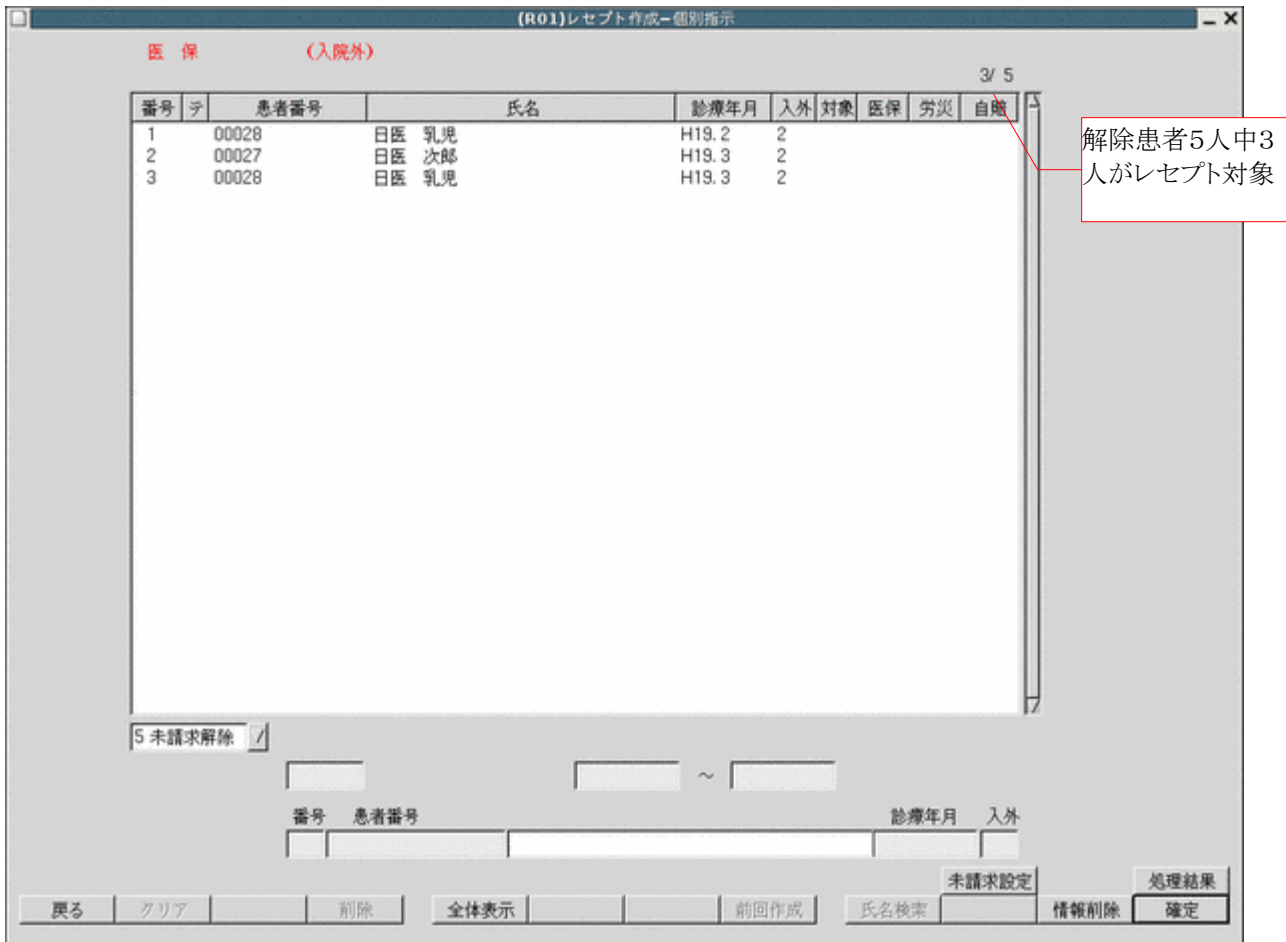 (R01)レセプト作成－個別指示
医 保 (入院外)
3/ 5
番号 テ 患者番号 氏名 診療年月 入外 対象 医保 労災 自賠
1 00028 日医 乳児 H19. 2 2
2 00027 日医 次郎 H19. 3 2
3 00028 日医 乳児 H19. 3 2
解除患者５人中３
人がレセプト対象
5 未請求解除
～
番号 患者番号 診療年月 入外
未請求設定 処理結果
戻る クリア 削除 全体表示 前回作成 氏名検索 情報削除 確定